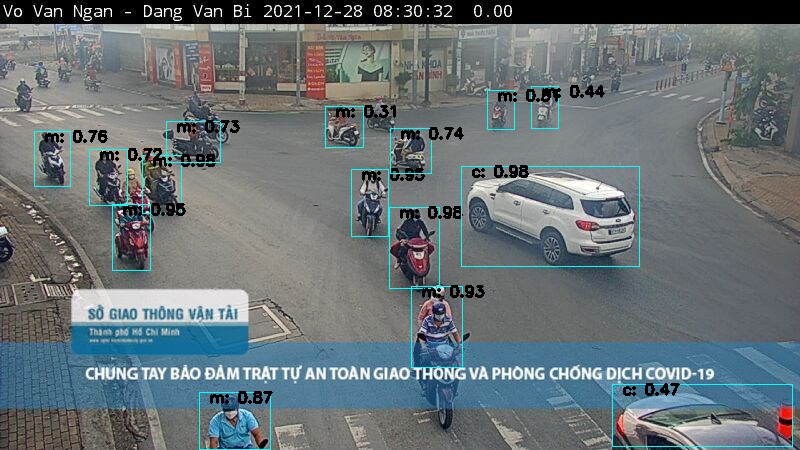 Vo Van Ngan - Dang Van Bi 2021-12-28 08:30:32 0.00
m: 0.31
m: 0.44
m: 0.76
m: 0.73
m: 0.74
m: 0.72
c: 0.98
m: 0.98
m: 0.93
SỞ GIAO THÔNG VẬN TẢI
Thành phố Hồ Chí Minh
CHUNG TAY BẢO ĐẢM TRẬT TỰ AN TOÀN GIAO THÔNG VÀ PHÒNG CHỐNG DỊCH COVID-19
c: 0.47
m: 0.87